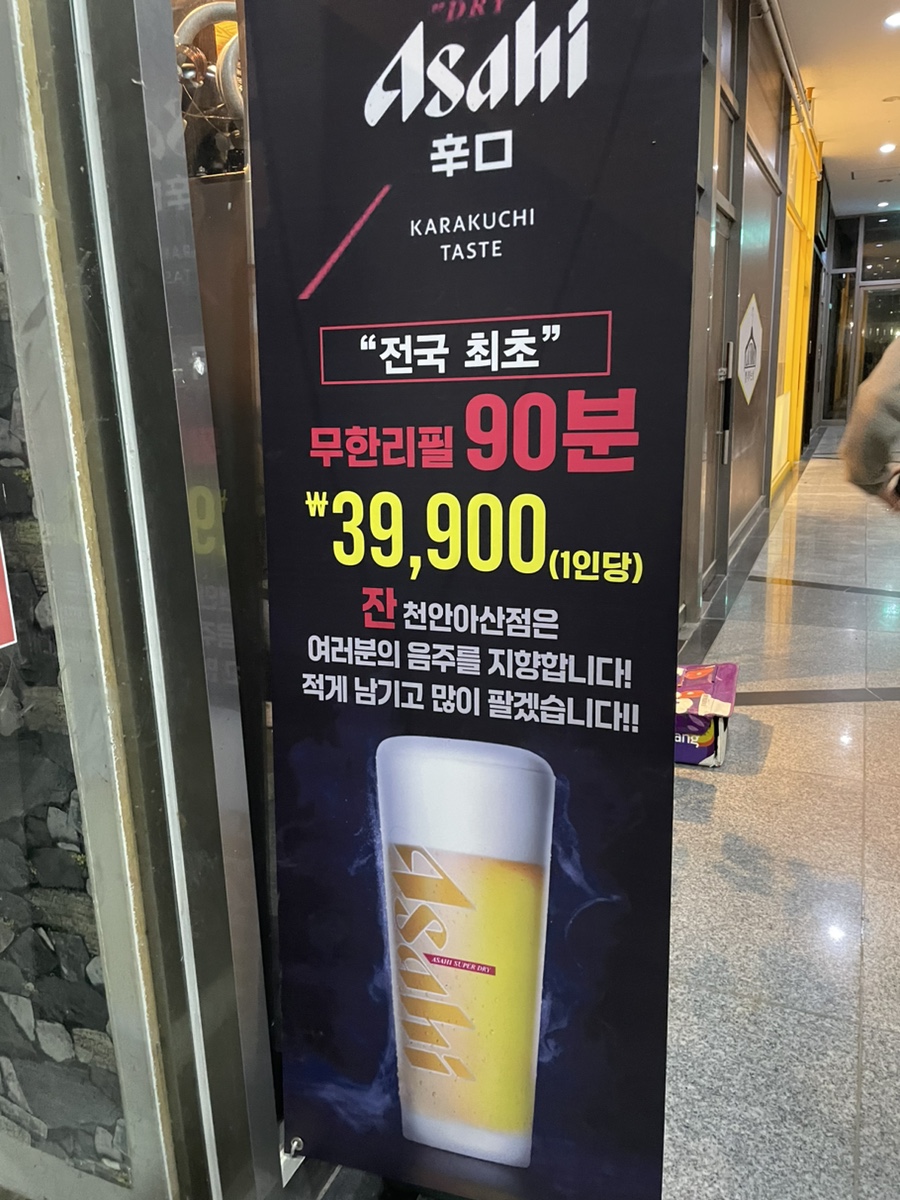 "DRY
Asahi
辛口
KARAKUCHI
TASTE
“전국 최초”
무한리필 90분
₩39,900(1인당)
잔 천안아산점은
여러분의 음주를 지향합니다!
적게 남기고 많이 팔겠습니다!!
Asahi
ASAHI SUPER DRY
ang